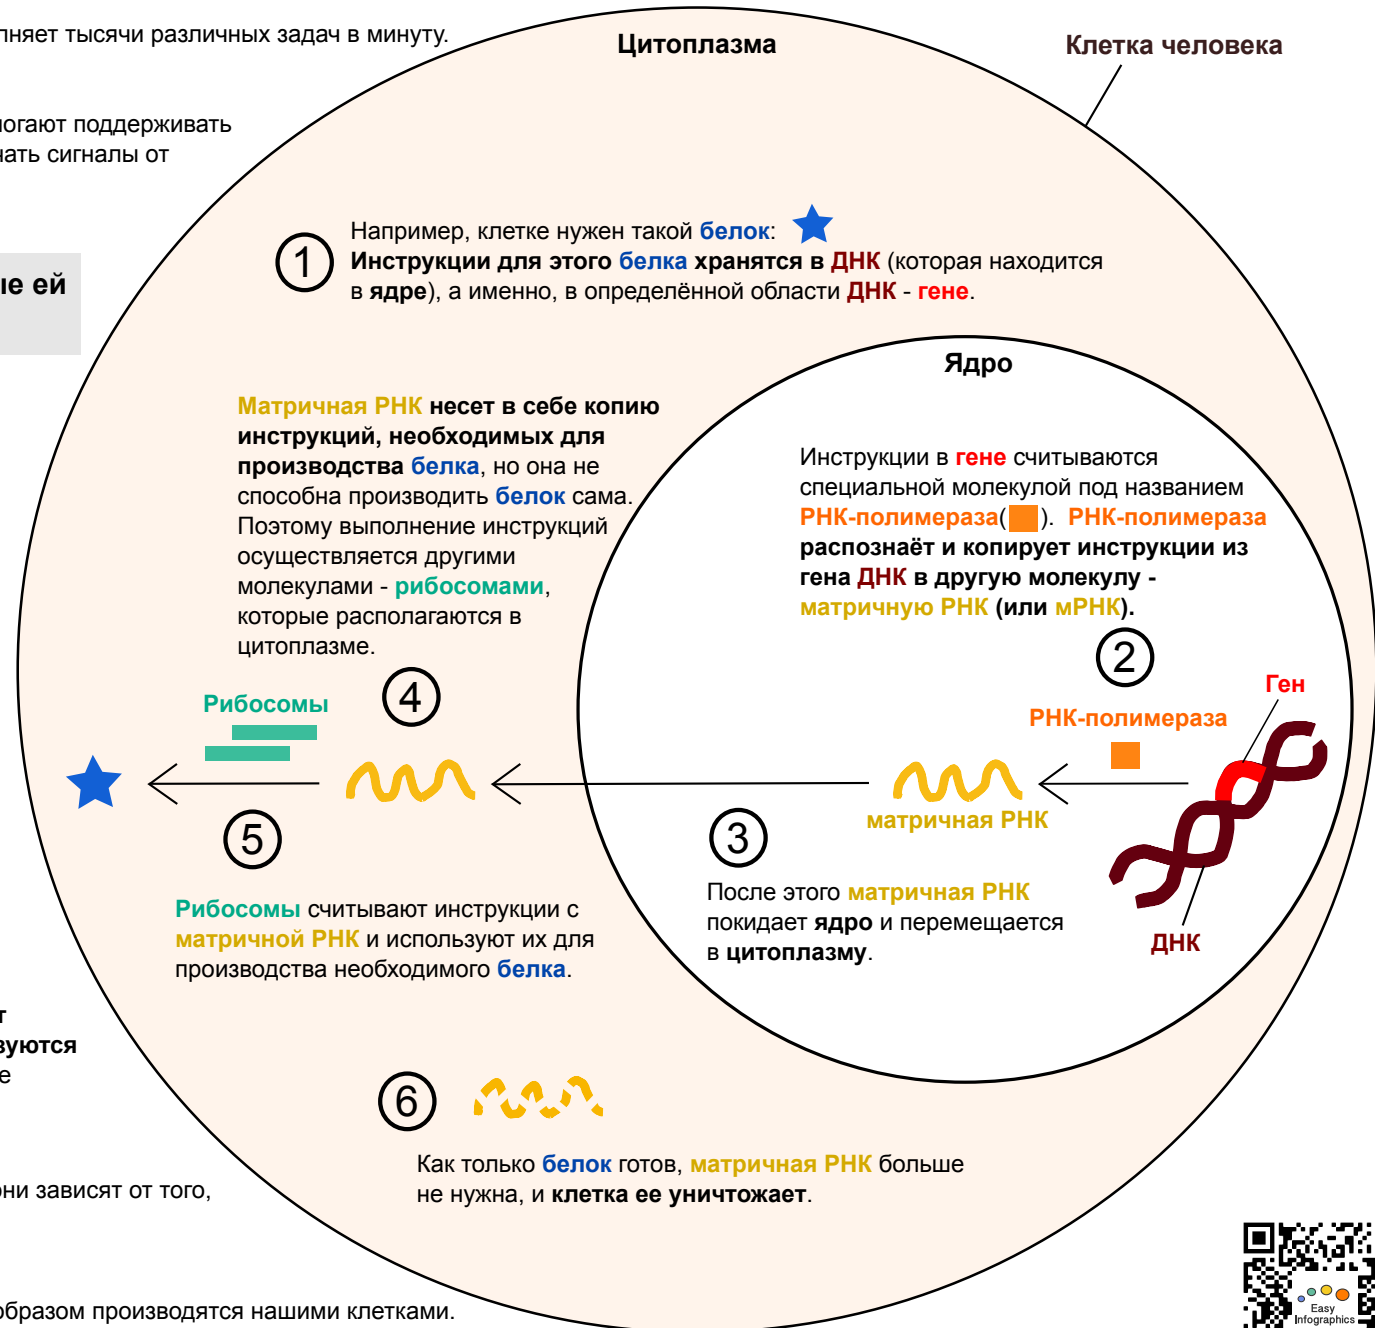 лняет тысячи различных задач в минуту.
Цитоплазма
Клетка человека
могают поддерживать
чать сигналы от
1
Например, клетке нужен такой белок:
Инструкции для этого белка хранятся в ДНК (которая находится
в ядре), а именно, в определённой области ДНК - гене.
ые ей
Ядро
Матричная РНК несет в себе копию
инструкций, необходимых для
производства белка, но она не
способна производить белок сама.
Поэтому выполнение инструкций
осуществляется другими
молекулами - рибосомами,
которые располагаются в
цитоплазме.
Инструкции в гене считываются
специальной молекулой под названием
РНК-полимераза( ). РНК-полимераза
распознаёт и копирует инструкции из
гена ДНК в другую молекулу -
матричную РНК (или мРНК).
2
4
Рибосомы
Ген
РНК-полимераза
матричная РНК
3
5
После этого матричная РНК
покидает ядро и перемещается
в цитоплазму.
ДНК
Рибосомы считывают инструкции с
матричной РНК и используют их для
производства необходимого белка.
т
зуются
е
6
Как только белок готов, матричная РНК больше
не нужна, и клетка ее уничтожает.
они зависят от того,
образом производятся нашими клетками.
Easy
Infographics